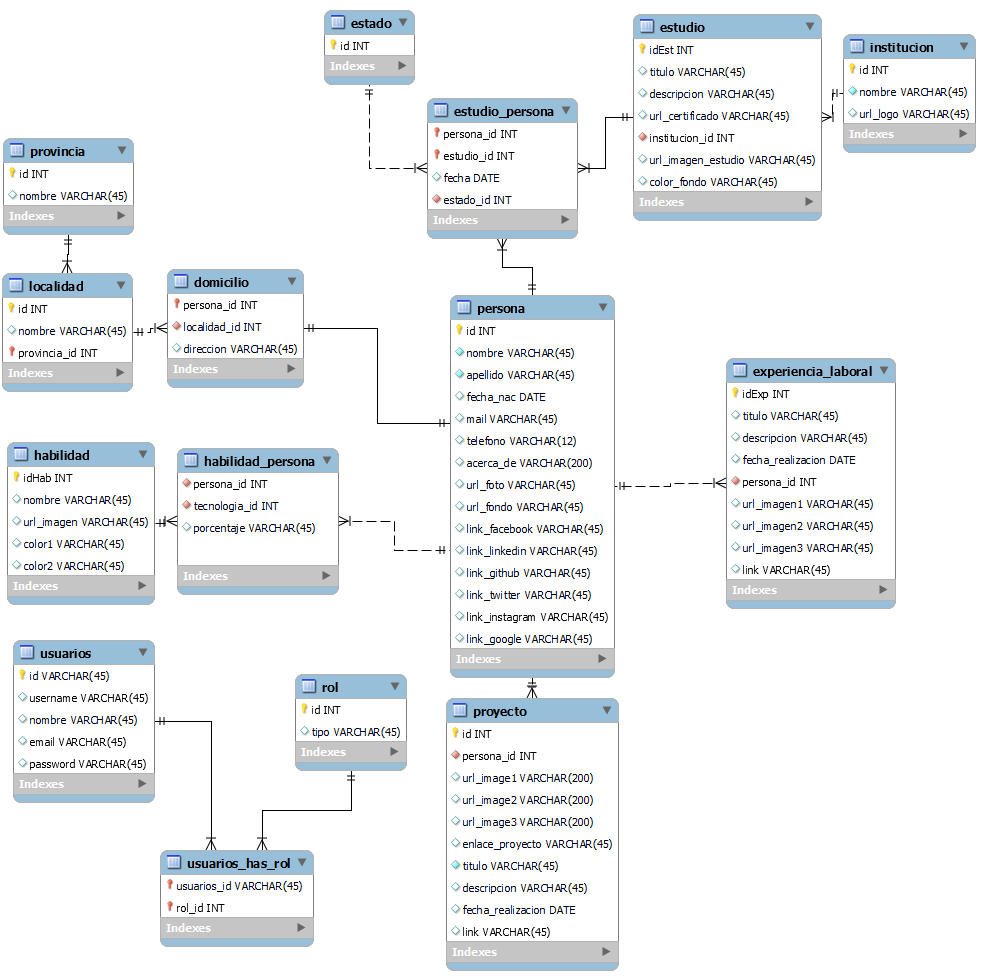 estado
id INT
Indexes
estudio
idEst INT
titulo VARCHAR(45)
descripcion VARCHAR(45)
url_certificado VARCHAR(45)
institucion_id INT
url_imagen_estudio VARCHAR(45)
color_fondo VARCHAR(45)
Indexes
institucion
id INT
nombre VARCHAR(45)
url_logo VARCHAR(45)
Indexes
estudio_persona
persona_id INT
estudio_id INT
fecha DATE
estado_id INT
Indexes
provincia
id INT
nombre VARCHAR(45)
Indexes
localidad
id INT
nombre VARCHAR(45)
provincia_id INT
Indexes
domicilio
persona_id INT
localidad_id INT
direccion VARCHAR(45)
Indexes
persona
id INT
nombre VARCHAR(45)
apellido VARCHAR(45)
fecha_nac DATE
mail VARCHAR(45)
telefono VARCHAR(12)
acerca_de VARCHAR(200)
url_foto VARCHAR(45)
url_fondo VARCHAR(45)
link_facebook VARCHAR(45)
link_linkedin VARCHAR(45)
link_github VARCHAR(45)
link_twitter VARCHAR(45)
link_instagram VARCHAR(45)
link_google VARCHAR(45)
Indexes
experiencia_laboral
idExp INT
titulo VARCHAR(45)
descripcion VARCHAR(45)
fecha_realizacion DATE
persona_id INT
url_imagen1 VARCHAR(45)
url_imagen2 VARCHAR(45)
url_imagen3 VARCHAR(45)
link VARCHAR(45)
Indexes
habilidad
idHab INT
nombre VARCHAR(45)
url_imagen VARCHAR(45)
color1 VARCHAR(45)
color2 VARCHAR(45)
Indexes
habilidad_persona
persona_id INT
tecnologia_id INT
porcentaje VARCHAR(45)
Indexes
usuarios
id VARCHAR(45)
username VARCHAR(45)
nombre VARCHAR(45)
email VARCHAR(45)
password VARCHAR(45)
Indexes
rol
id INT
tipo VARCHAR(45)
Indexes
proyecto
id INT
persona_id INT
url_image1 VARCHAR(200)
url_image2 VARCHAR(200)
url_image3 VARCHAR(200)
enlace_proyecto VARCHAR(45)
titulo VARCHAR(45)
descripcion VARCHAR(45)
fecha_realizacion DATE
link VARCHAR(45)
Indexes
usuarios_has_rol
usuarios_id VARCHAR(45)
rol_id INT
Indexes